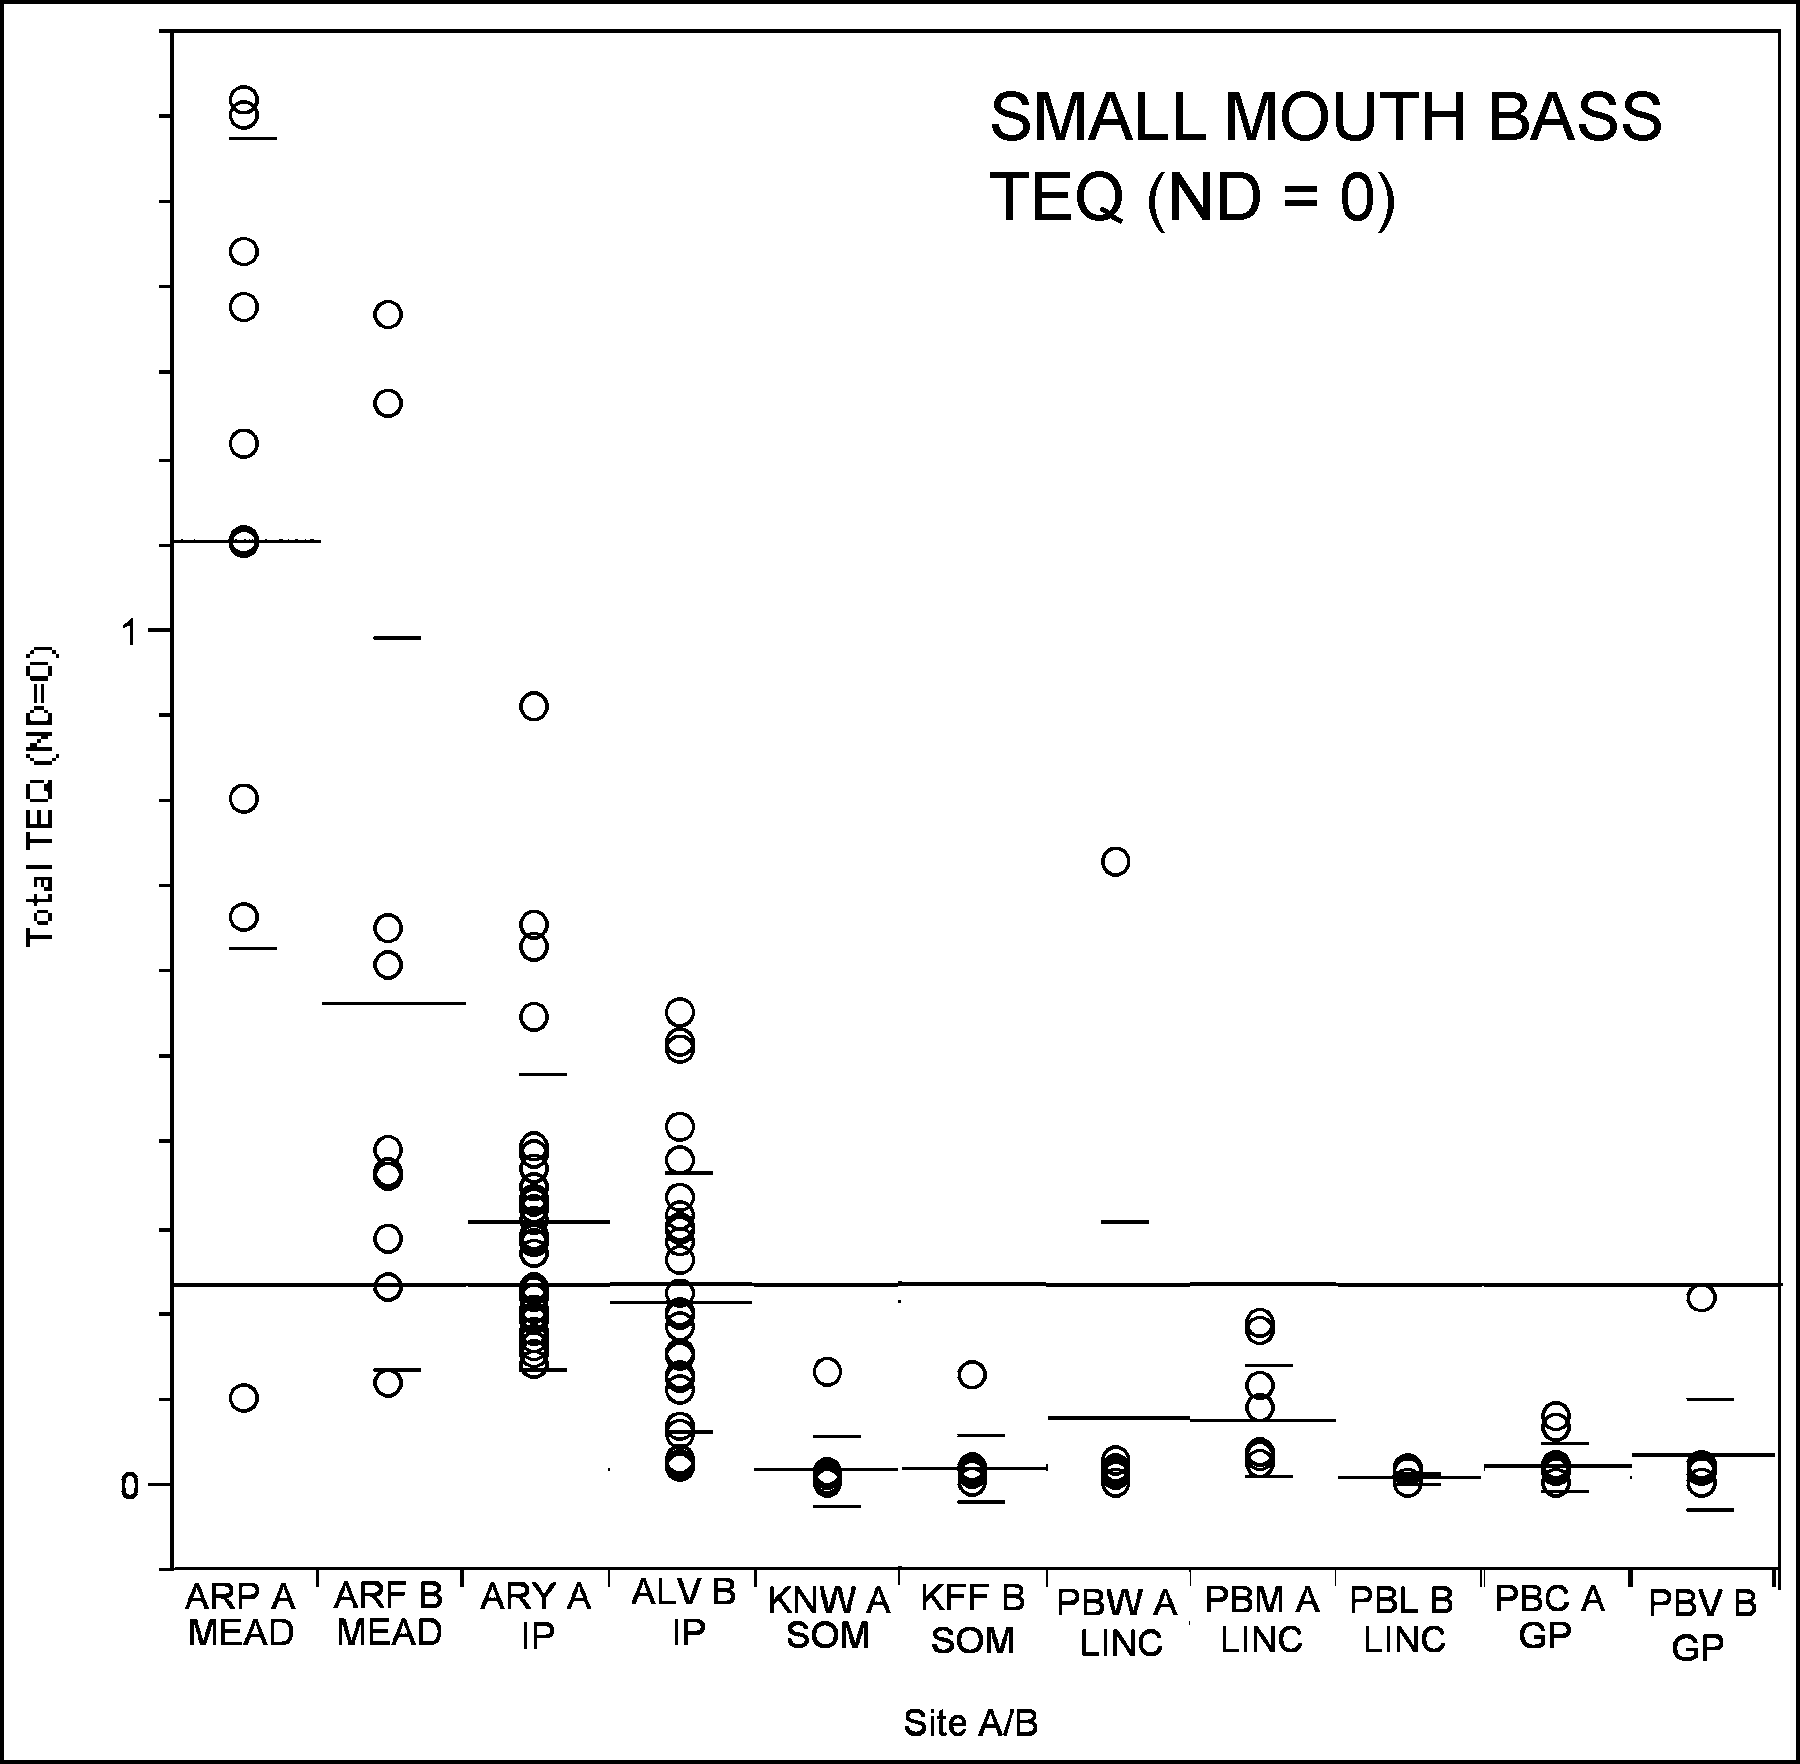 SMALL MOUTH BASS
TEQ (ND = 0)
Total TEQ (ND=0)
1
0
ARP A
MEAD
ARF B
MEAD
ARY A
IP
ALV B
IP
KNW A
SOM
KFF B
SOM
PBW A
LINC
PBM A
LINC
PBL B
LINC
PBC A
GP
PBV B
GP
Site A/B